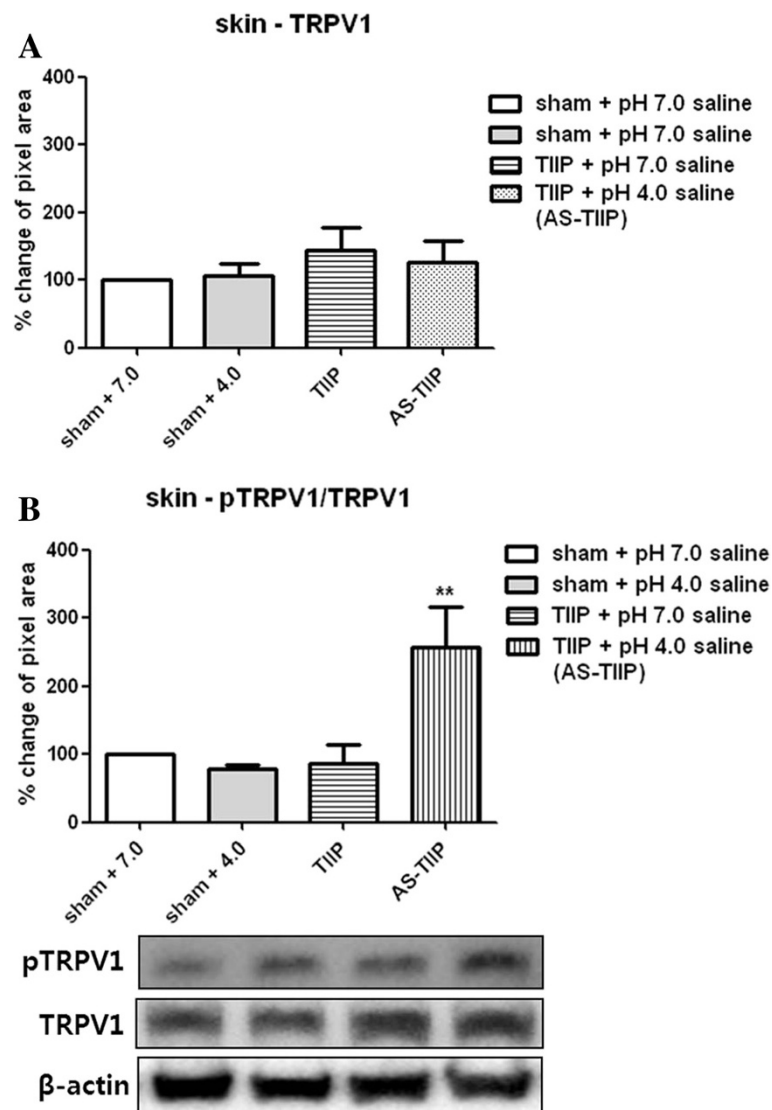 skin - TRPV1
A
400
300
200
100
0
% change of pixel area
sham + 7.0
sham + 4.0
TIIP
AS-TIIP
sham + pH 7.0 saline
sham + pH 7.0 saline
TIIP + pH 7.0 saline
TIIP + pH 4.0 saline
(AS-TIIP)
B
skin - pTRPV1/TRPV1
400
300
200
100
0
% change of pixel area
**
sham + 7.0
sham + 4.0
TIIP
AS-TIIP
sham + pH 7.0 saline
sham + pH 4.0 saline
TIIP + pH 7.0 saline
TIIP + pH 4.0 saline
(AS-TIIP)
pTRPV1
TRPV1
β-actin